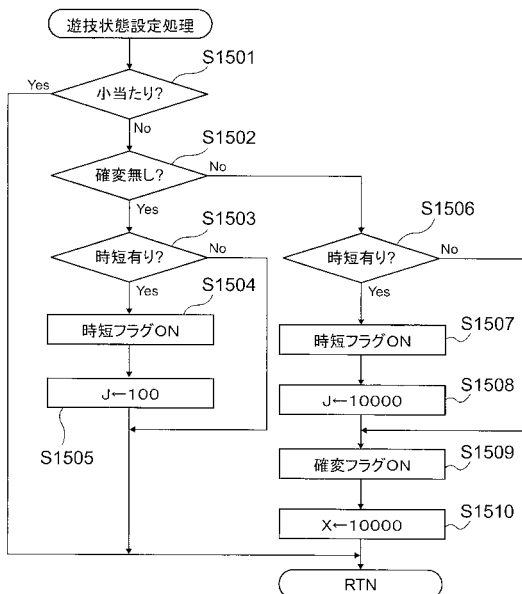 遊技状態設定処理
S1501
小当たり?
Yes
No
S1502
確変無し?
No
Yes
S1503
時短有り?
No
Yes
S1504
時短フラグON
J←100
S1505
S1506
時短有り?
No
Yes
S1507
時短フラグON
S1508
J←10000
S1509
確変フラグON
S1510
X←10000
RTN